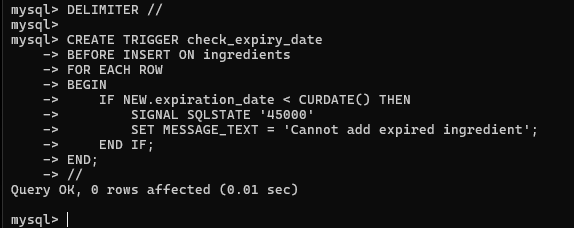 mysql> DELIMITER //
mysql>
mysql> CREATE TRIGGER check_expiry_date
    -> BEFORE INSERT ON ingredients
    -> FOR EACH ROW
    -> BEGIN
    ->     IF NEW.expiration_date < CURDATE() THEN
    ->         SIGNAL SQLSTATE '45000'
    ->         SET MESSAGE_TEXT = 'Cannot add expired ingredient';
    ->     END IF;
    -> END;
    -> //
Query OK, 0 rows affected (0.01 sec)

mysql>